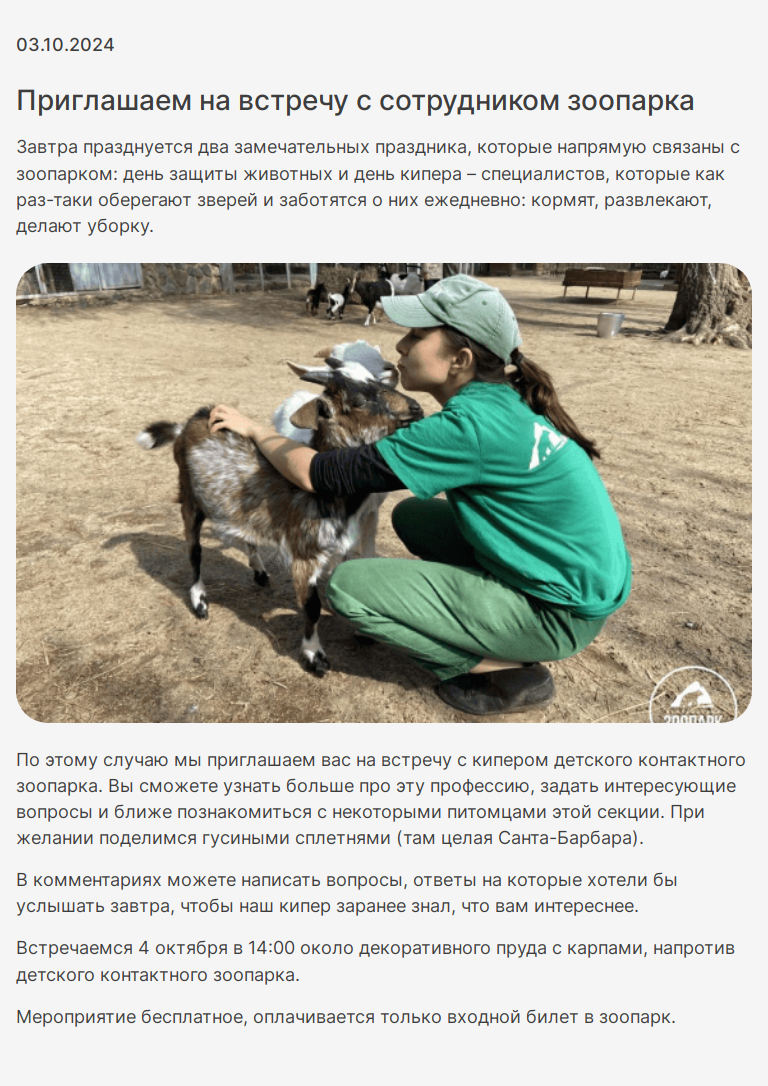 03.10.2024
Приглашаем на встречу с сотрудником зоопарка
Завтра празднуется два замечательных праздника, которые напрямую связаны с
зоопарком: день защиты животных и день кипера – специалистов, которые как
раз-таки оберегают зверей и заботятся о них ежедневно: кормят, развлекают,
делают уборку.
ЗООПАРК
По этому случаю мы приглашаем вас на встречу с кипером детского контактного
зоопарка. Вы сможете узнать больше про эту профессию, задать интересующие
вопросы и ближе познакомиться с некоторыми питомцами этой секции. При
желании поделимся гусиными сплетнями (там целая Санта-Барбара).
В комментариях можете написать вопросы, ответы на которые хотели бы
услышать завтра, чтобы наш кипер заранее знал, что вам интереснее.
Встречаемся 4 октября в 14:00 около декоративного пруда с карпами, напротив
детского контактного зоопарка.
Мероприятие бесплатное, оплачивается только входной билет в зоопарк.